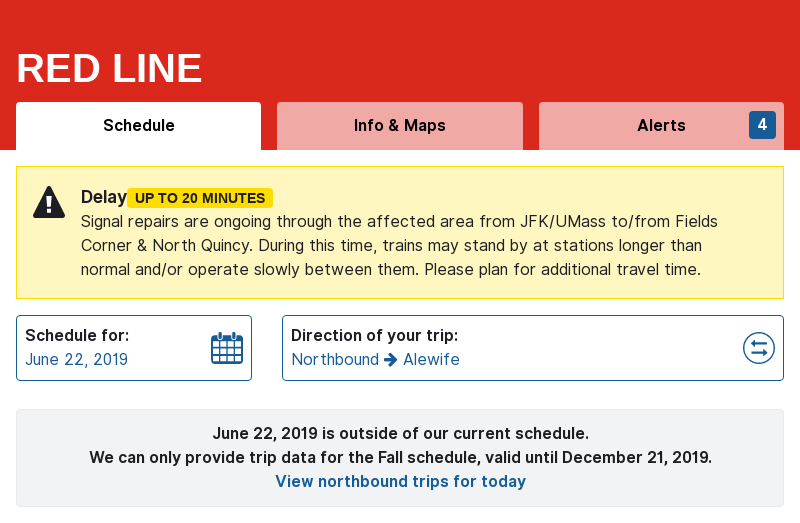 RED LINE
Schedule
Info & Maps
Alerts
4
Delay UP TO 20 MINUTES
Signal repairs are ongoing through the affected area from JFK/UMass to/from Fields
Corner & North Quincy. During this time, trains may stand by at stations longer than
normal and/or operate slowly between them. Please plan for additional travel time.
Schedule for:
June 22, 2019
Direction of your trip:
Northbound Alewife
June 22, 2019 is outside of our current schedule.
We can only provide trip data for the Fall schedule, valid until December 21, 2019.
View northbound trips for today